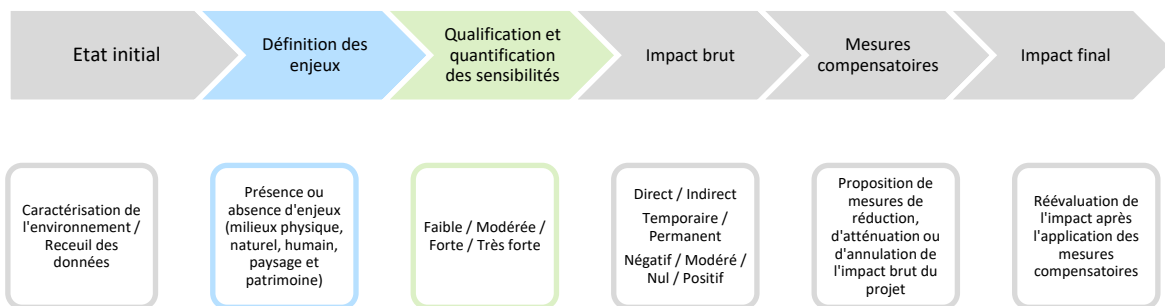 Etat initial
Définition des
enjeux
Qualification et
quantification
des sensibilités
Impact brut
Mesures
compensatoires
Impact final
Caractérisation de
l'environnement /
Receuil des
données
Présence ou
absence d'enjeux
(milieux physique,
naturel, humain,
paysage et
patrimoine)
Faible / Modérée /
Forte / Très forte
Direct / Indirect
Temporaire /
Permanent
Négatif / Modéré /
Nul / Positif
Proposition de
mesures de
réduction,
d'atténuation ou
d'annulation de
l'impact brut du
projet
Réévaluation de
l'impact après
l'application des
mesures
compensatoires